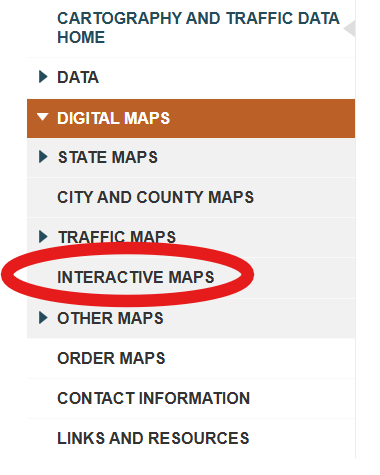 CARTOGRAPHY AND TRAFFIC DATA
HOME
DATA
DIGITAL MAPS
STATE MAPS
CITY AND COUNTY MAPS
TRAFFIC MAPS
INTERACTIVE MAPS
OTHER MAPS
ORDER MAPS
CONTACT INFORMATION
LINKS AND RESOURCES